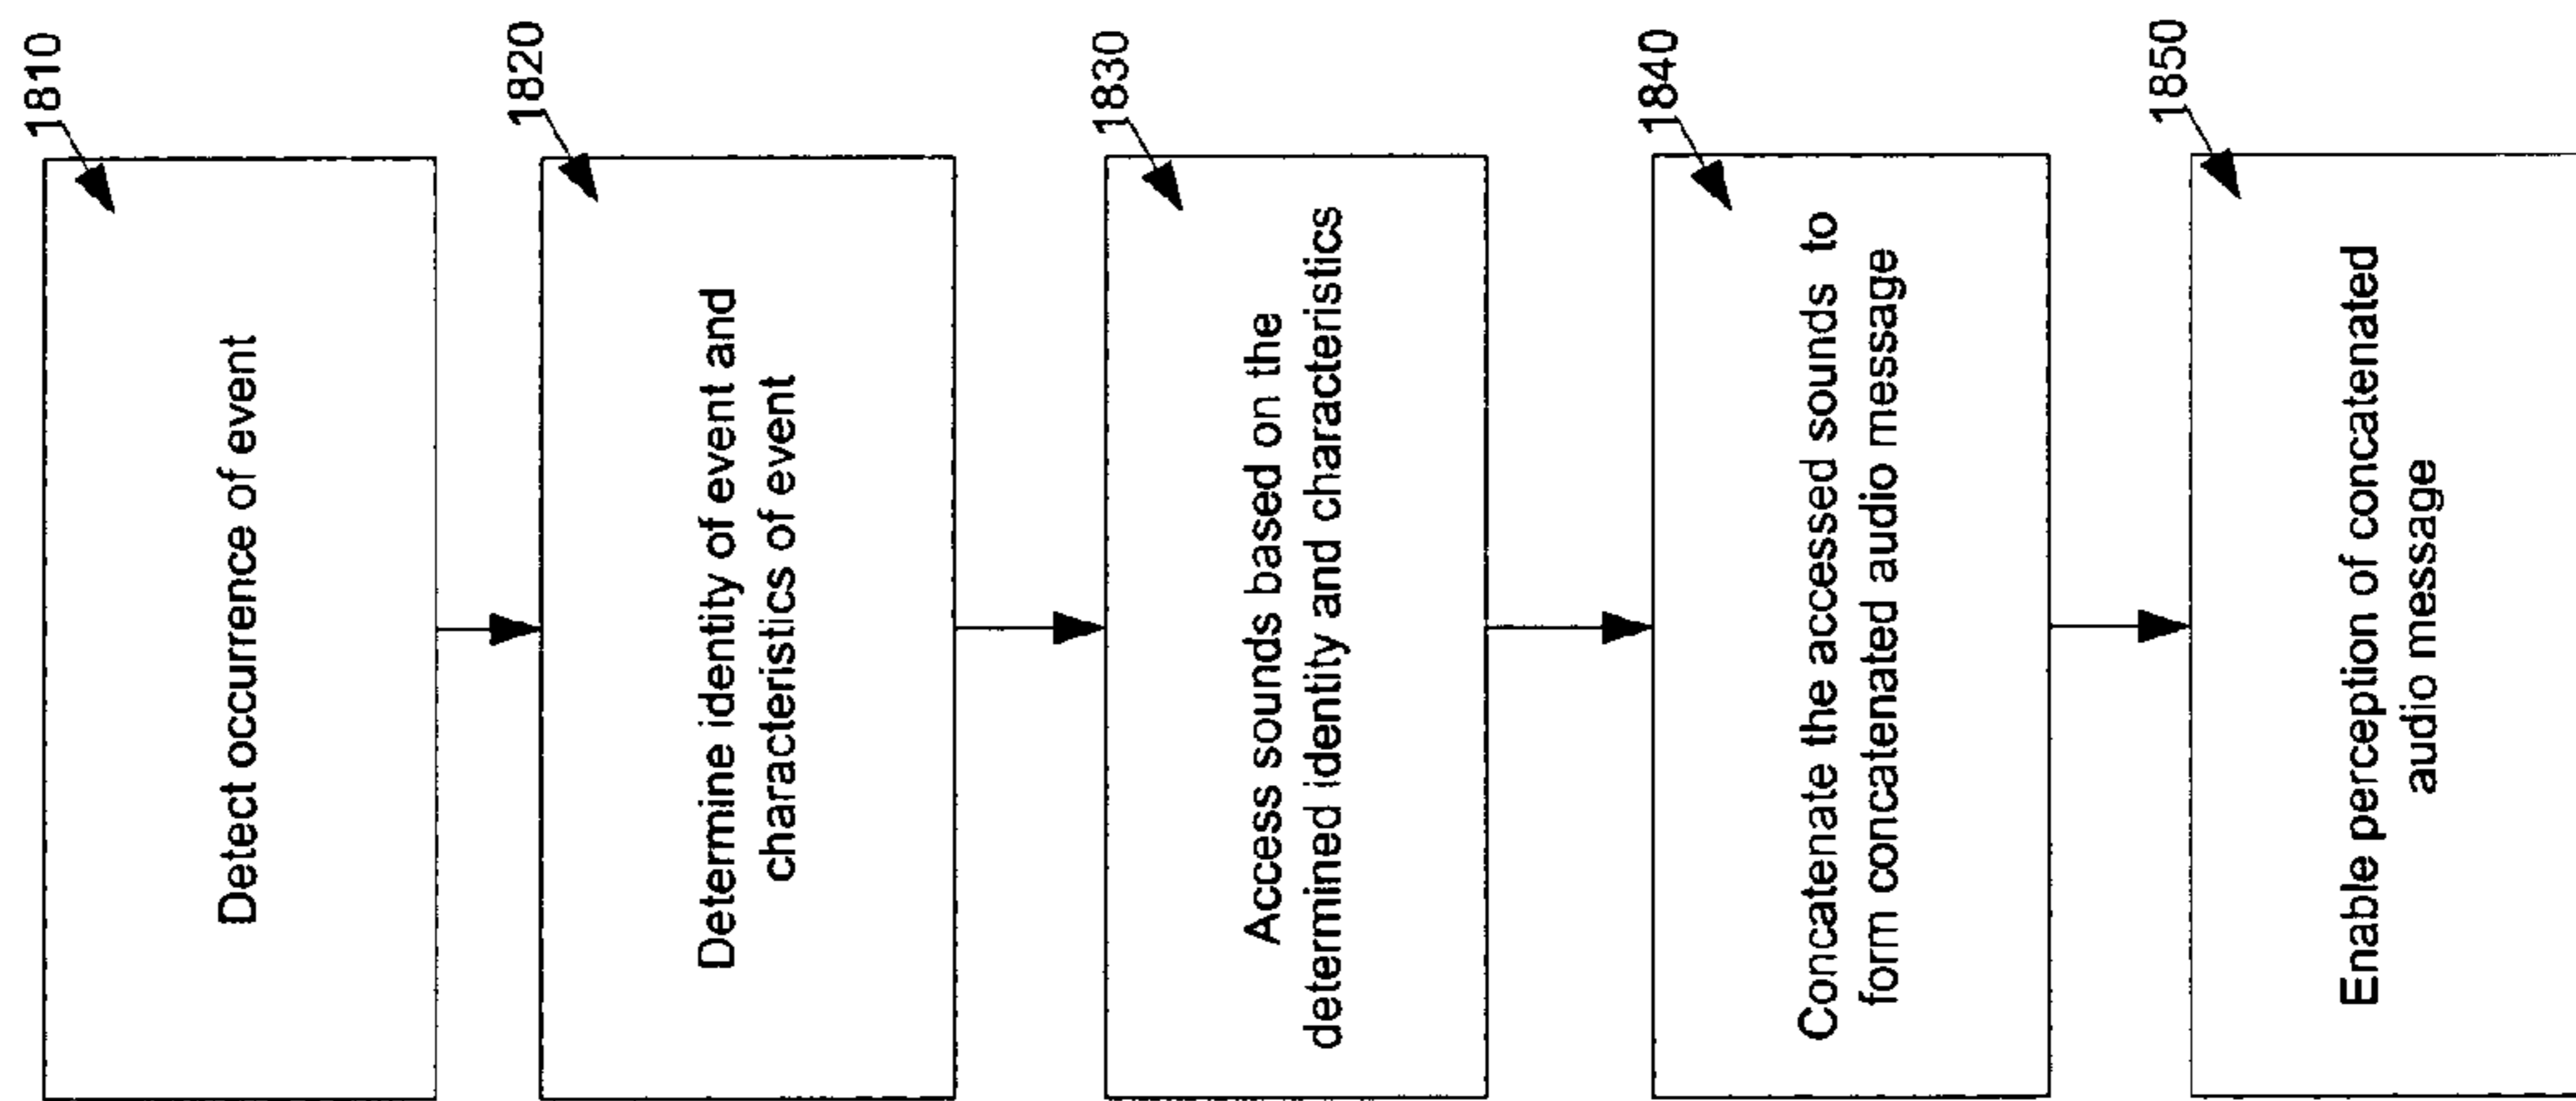 1810
Detect occurrence of event
1820
Determine identity of event and
characteristics of event
1830
Access sounds based on the
determined identity and characteristics
1840
Concatenate the accessed sounds to
form concatenated audio message
1850
Enable perception of concatenated
audio message